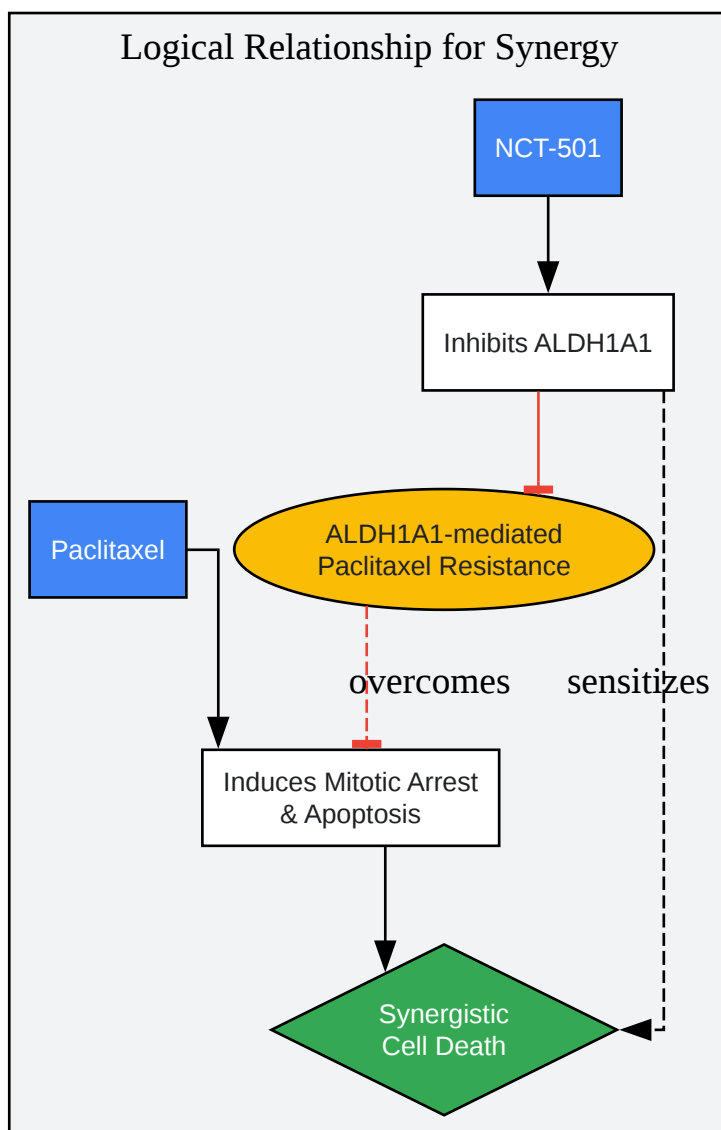 Logical Relationship for Synergy
NCT-501
Inhibits ALDH1A1
Paclitaxel
ALDH1A1-mediated
Paclitaxel Resistance
overcomes
sensitizes
Induces Mitotic Arrest
& Apoptosis
Synergistic
Cell Death